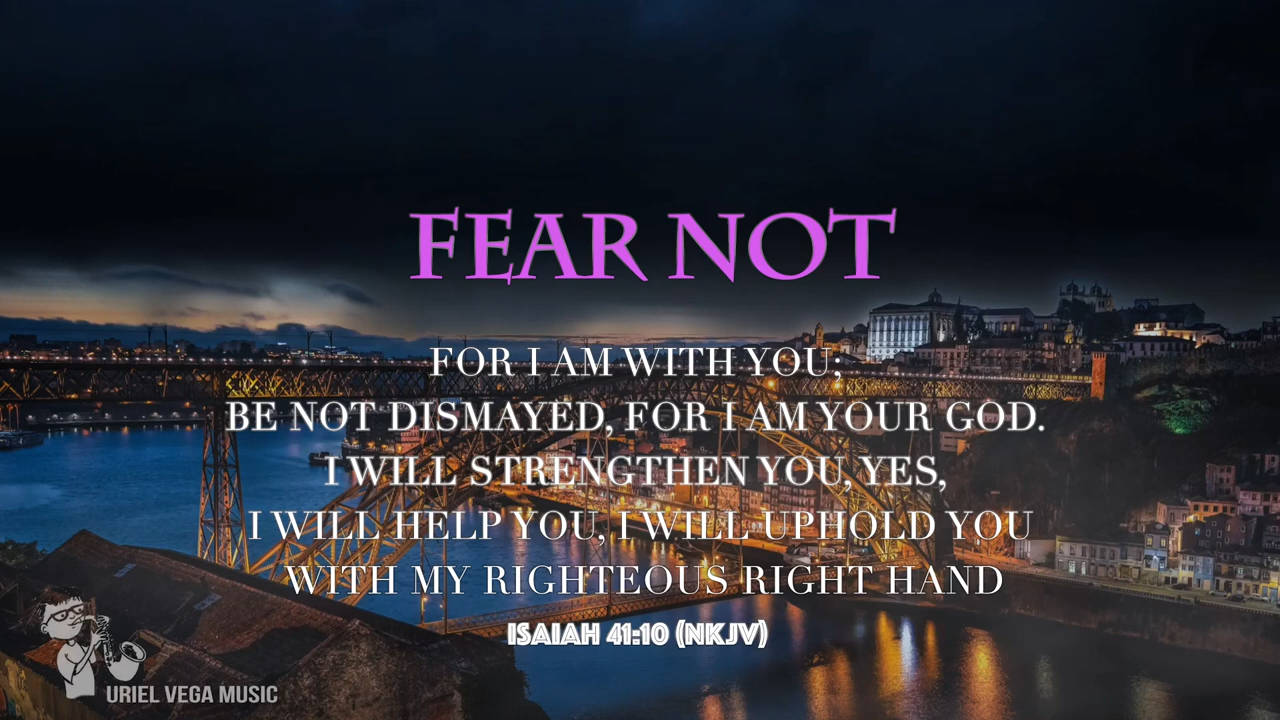 FEAR NOT
FOR I AM WITH YOU;
BE NOT DISMAYED, FOR I AM YOUR GOD.
I WILL STRENGTHEN YOU, YES,
I WILL HELP YOU, I WILL UPHOLD YOU
WITH MY RIGHTEOUS RIGHT HAND
ISAIAH 41:10 (NKJV)
URIEL VEGA MUSIC